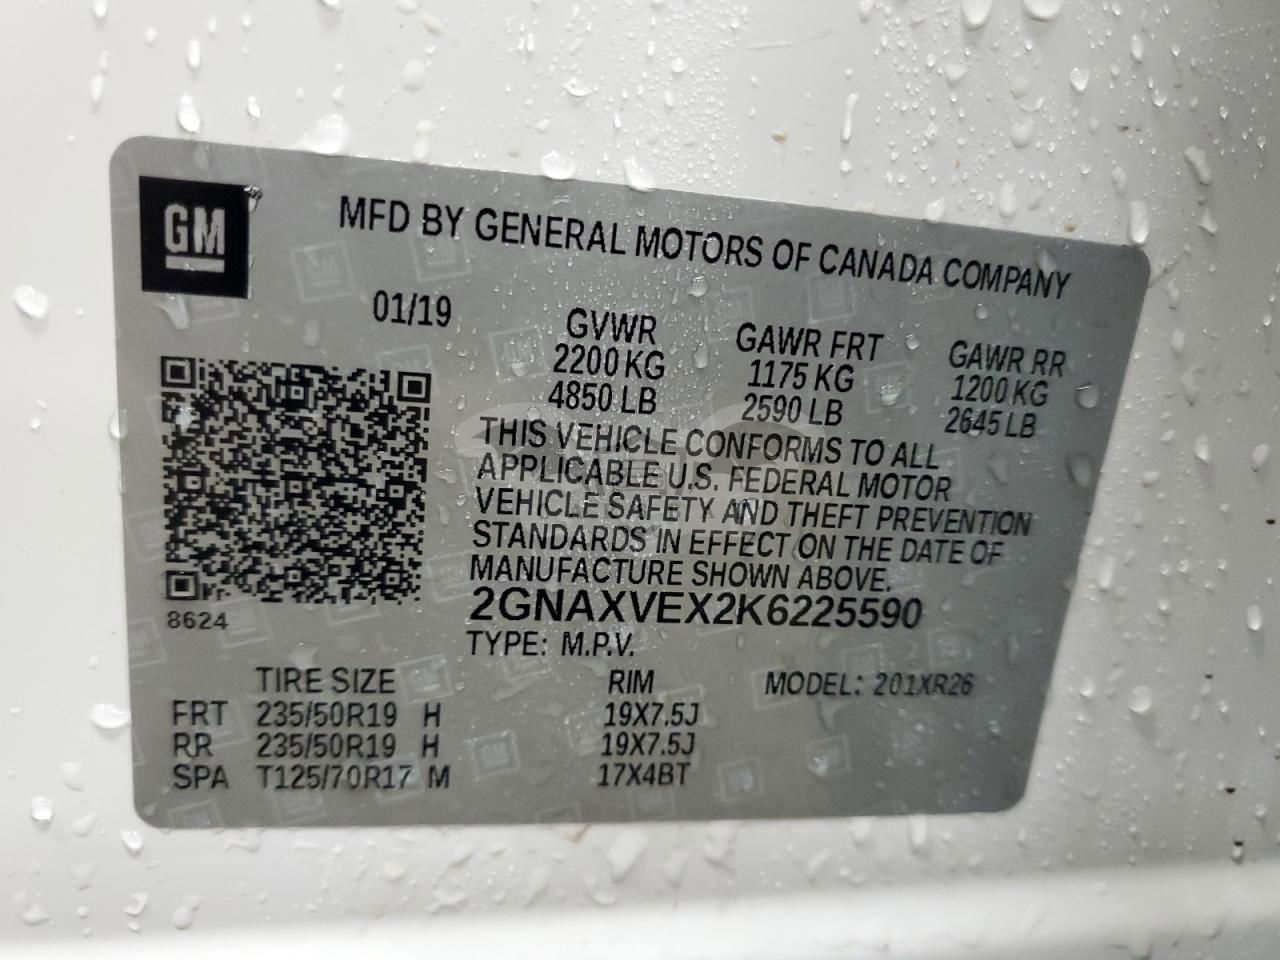 GM
MFD BY GENERAL MOTORS OF CANADA COMPANY
01/19
GVWR GAWR FRT GAWR RR
2200 KG 1175 KG 1200 KG
4850 LB 2590 LB 2645 LB
THIS VEHICLE CONFORMS TO ALL
APPLICABLE U.S. FEDERAL MOTOR
VEHICLE SAFETY AND THEFT PREVENTION
STANDARDS IN EFFECT ON THE DATE OF
MANUFACTURE SHOWN ABOVE.
8624
2GNAXVEX2K6225590
TYPE: M.P.V.
TIRE SIZE RIM MODEL: 201XR26
FRT 235/50R19 H 19X7.5J
RR 235/50R19 H 19X7.5J
SPA T125/70R17 M 17X4BT